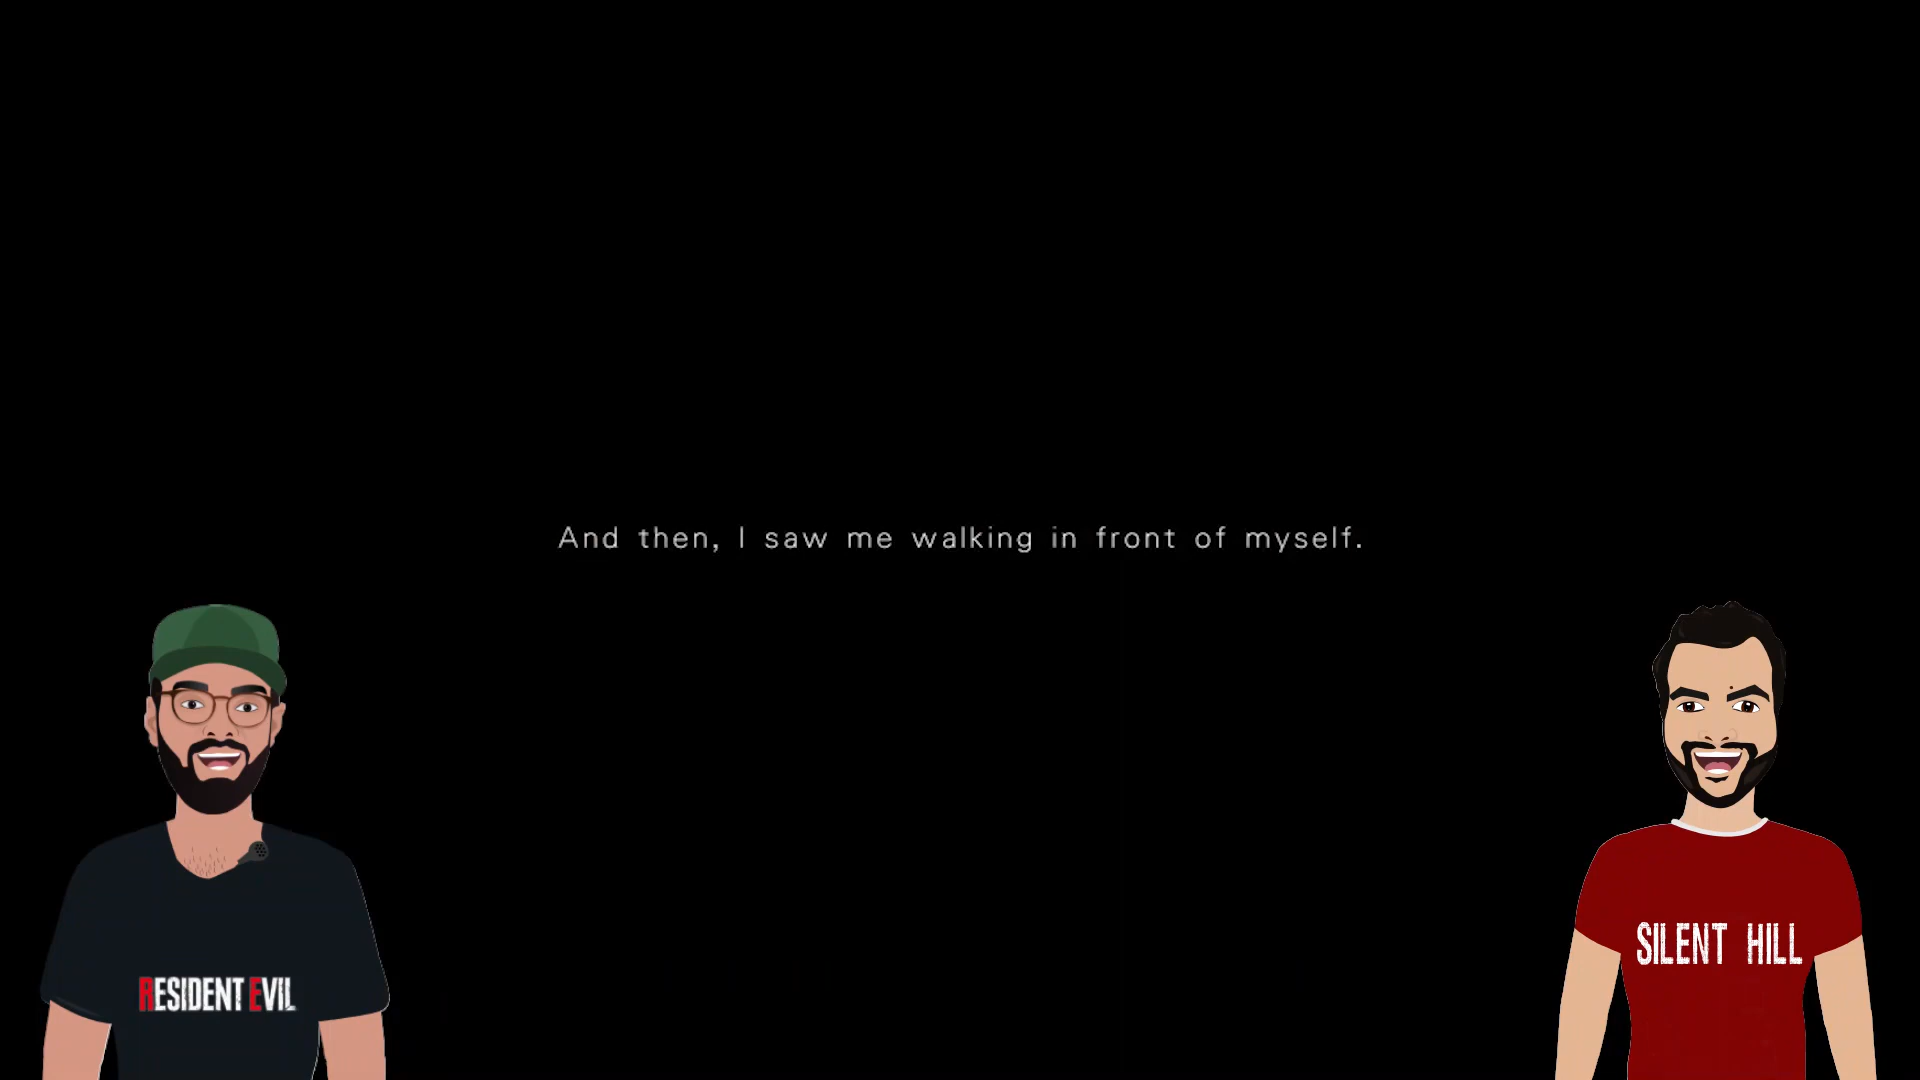 And then, I saw me walking in front of myself.
RESIDENT EVIL
SILENT HILL